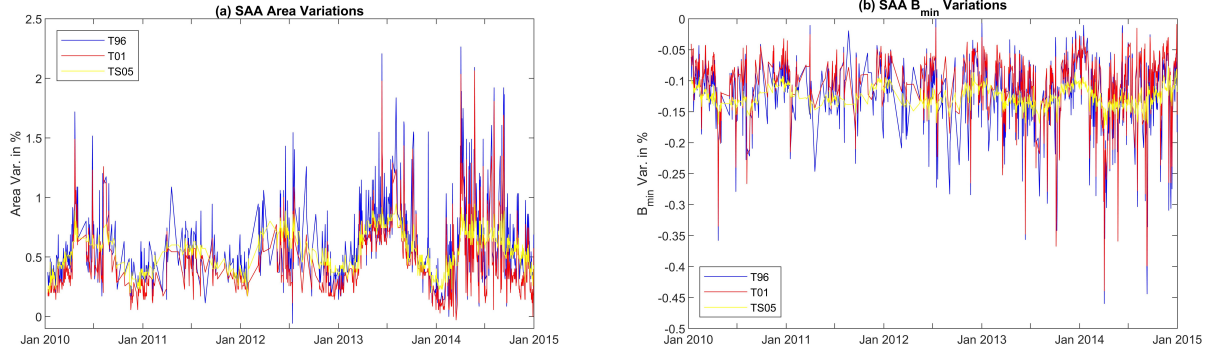 (a) SAA Area Variations
2.5
2
1.5
1
0.5
0
Area Var. in %
T96
T01
TS05
Jan 2010 Jan 2011 Jan 2012 Jan 2013 Jan 2014 Jan 2015
(b) SAA B_min Variations
0
-0.05
-0.1
-0.15
-0.2
-0.25
-0.3
-0.35
-0.4
-0.45
-0.5
B_min Var. in %
T96
T01
TS05
Jan 2010 Jan 2011 Jan 2012 Jan 2013 Jan 2014 Jan 2015